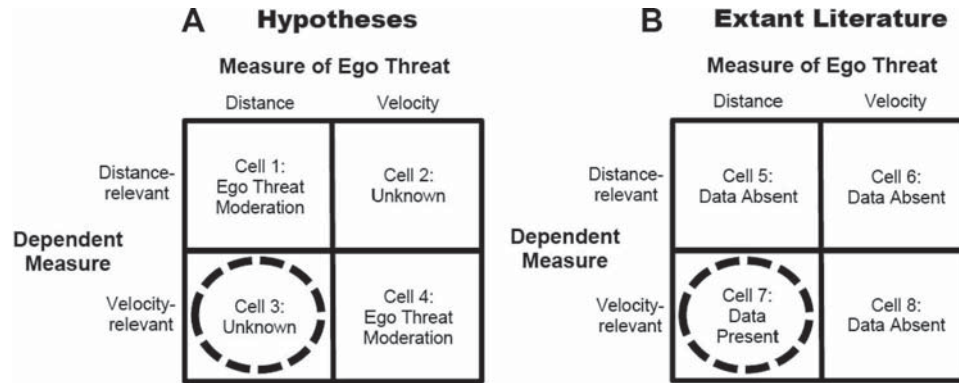 A Hypotheses
Measure of Ego Threat
Distance Velocity
Distance-
relevant
Cell 1:
Ego Threat
Moderation
Cell 2:
Unknown
Dependent
Measure
Velocity-
relevant
Cell 3:
Unknown
Cell 4:
Ego Threat
Moderation
B Extant Literature
Measure of Ego Threat
Distance Velocity
Distance-
relevant
Cell 5:
Data Absent
Cell 6:
Data Absent
Dependent
Measure
Velocity-
relevant
Cell 7:
Data
Present
Cell 8:
Data Absent